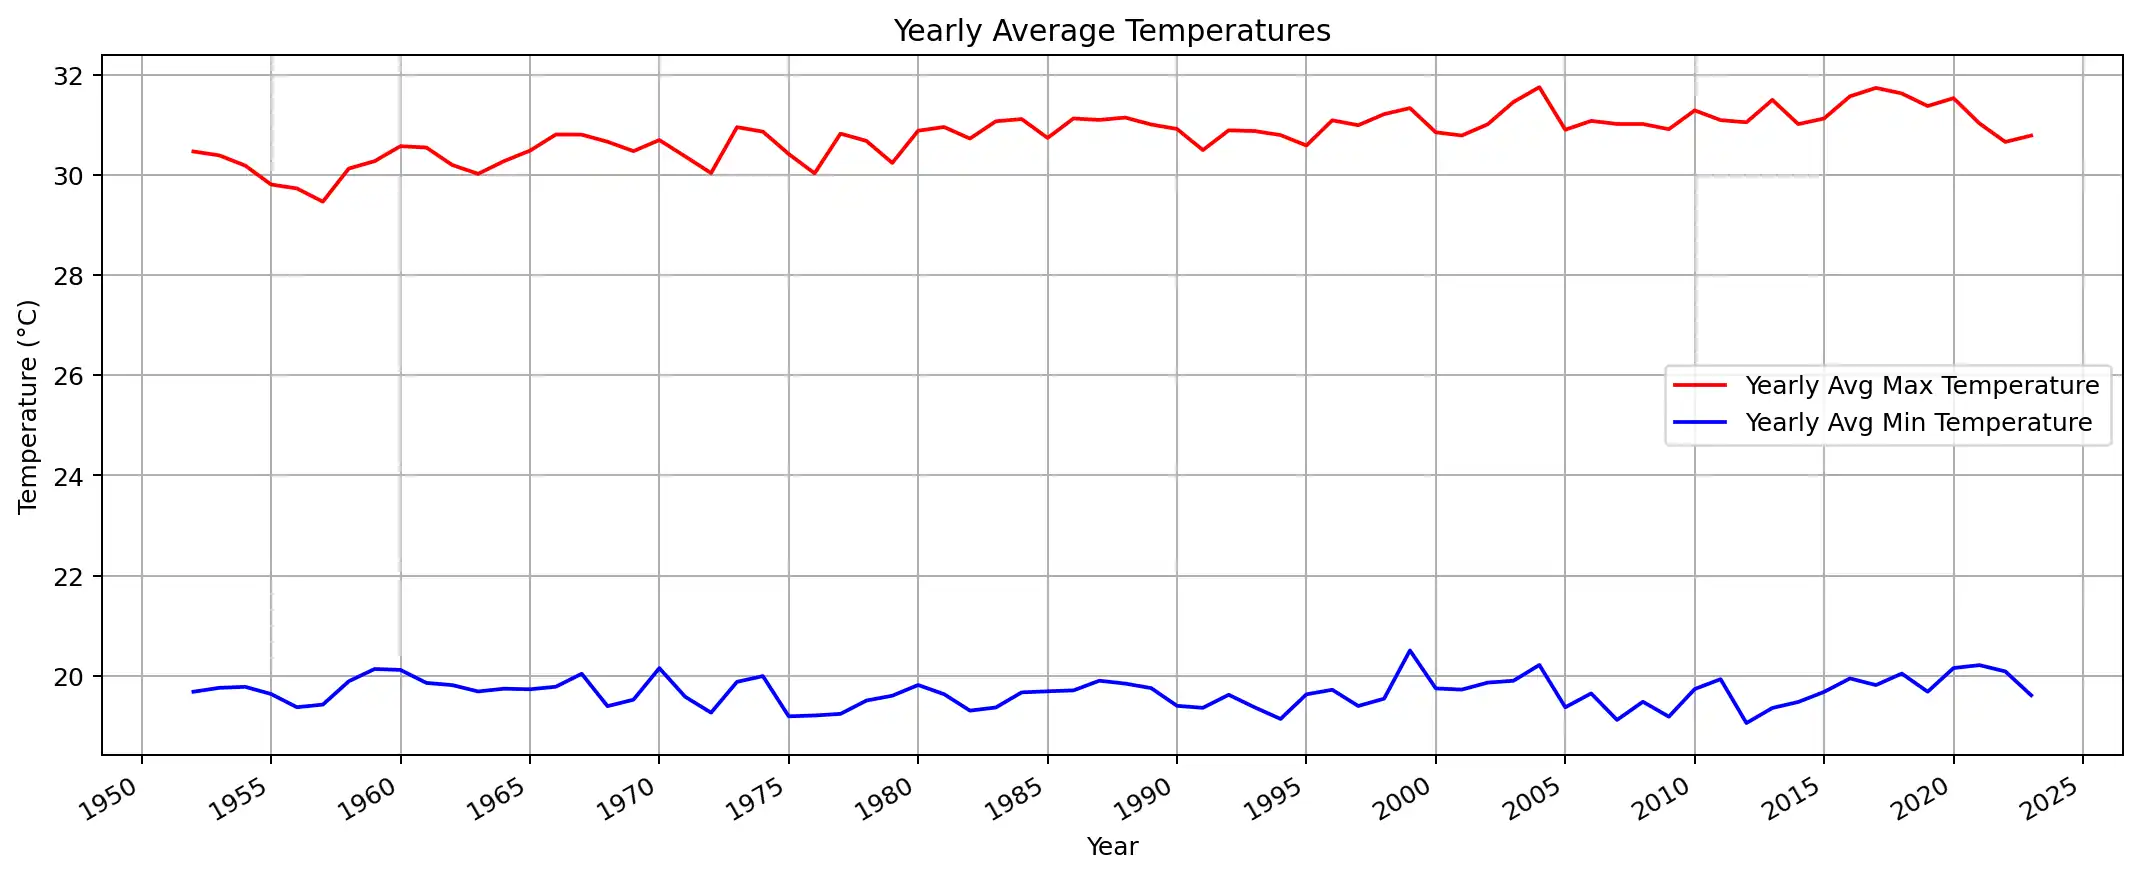 Yearly Average Temperatures
32
30
28
26
24
22
20
Temperature (°C)
Yearly Avg Max Temperature
Yearly Avg Min Temperature
1950 1955 1960 1965 1970 1975 1980 1985 1990 1995 2000 2005 2010 2015 2020 2025
Year